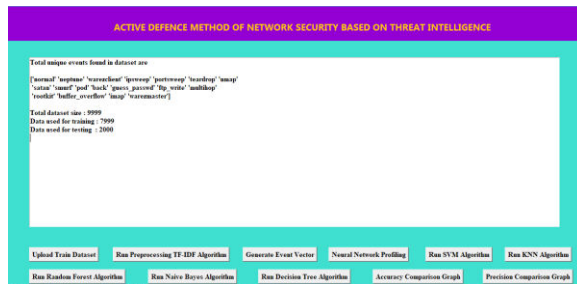 ACTIVE DEFENCE METHOD OF NETWORK SECURITY BASED ON THREAT INTELLIGENCE
Total unique events found in dataset are
['normal' 'neptune' 'warezclient' 'ipsweep' 'portsweep' 'teardrop' 'nmap'
'satan' 'smurf' 'pod' 'back' 'guess_passwd' 'ftp_write' 'multihop'
'rootkit' 'buffer_overflow' 'imap' 'warezmaster']
Total dataset size : 9999
Data used for training : 7999
Data used for testing : 2000
Upload Train Dataset Run Preprocessing TF-IDF Algorithm Generate Event Vector Neural Network Profiling Run SVM Algorithm Run KNN Algorithm
Run Random Forest Algorithm Run Naive Bayes Algorithm Run Decision Tree Algorithm Accuracy Comparison Graph Precision Comparison Graph